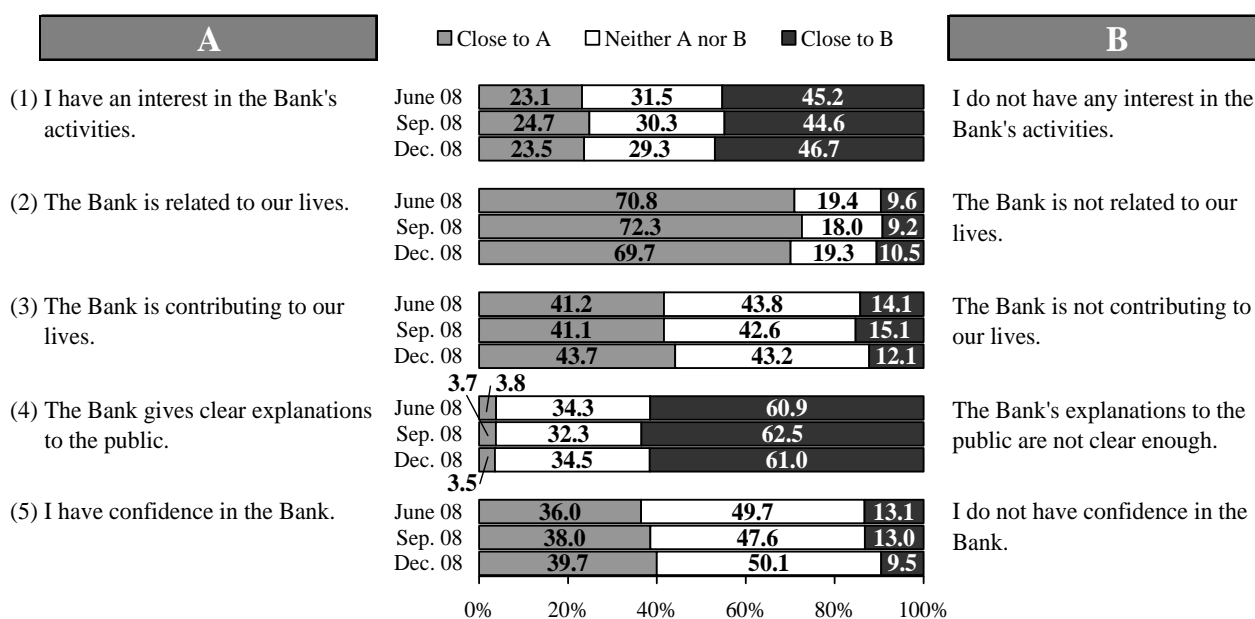 A
Close to A Neither A nor B Close to B
B
(1) I have an interest in the Bank's
activities.
June 08 23.1 31.5 45.2
Sep. 08 24.7 30.3 44.6
Dec. 08 23.5 29.3 46.7
I do not have any interest in the
Bank's activities.
(2) The Bank is related to our lives.
June 08 70.8 19.4 9.6
Sep. 08 72.3 18.0 9.2
Dec. 08 69.7 19.3 10.5
The Bank is not related to our
lives.
(3) The Bank is contributing to our
lives.
June 08 41.2 43.8 14.1
Sep. 08 41.1 42.6 15.1
Dec. 08 43.7 43.2 12.1
The Bank is not contributing to
our lives.
(4) The Bank gives clear explanations
to the public.
3.7 3.8
June 08 34.3 60.9
Sep. 08 32.3 62.5
Dec. 08 34.5 61.0
3.5
The Bank's explanations to the
public are not clear enough.
(5) I have confidence in the Bank.
June 08 36.0 49.7 13.1
Sep. 08 38.0 47.6 13.0
Dec. 08 39.7 50.1 9.5
I do not have confidence in the
Bank.
0% 20% 40% 60% 80% 100%